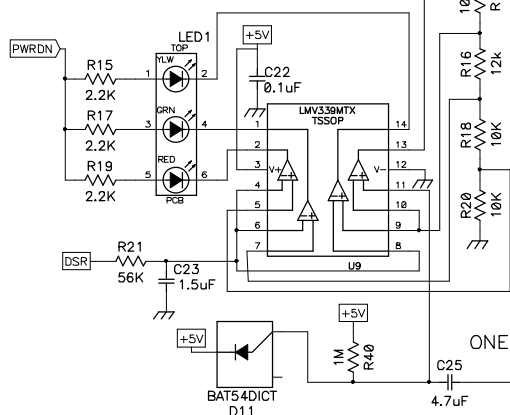 10
R
LED1
TOP
+5V
PWRDN
YLW
R15
1
2
2.2K
C22
0.1uF
R16
12k
GRN
R17
3
4
2.2K
LMV339MTX
TSSOP
1
14
2
13
3
V+
V-
12
4
11
5
10
6
9
7
8
U9
R18
10K
RED
R19
5
6
2.2K
PCB
R20
10K
DSR
R21
56K
C23
1.5uF
+5V
+5V
1M
R40
ONE
C25
4.7uF
BAT54DICT
D11